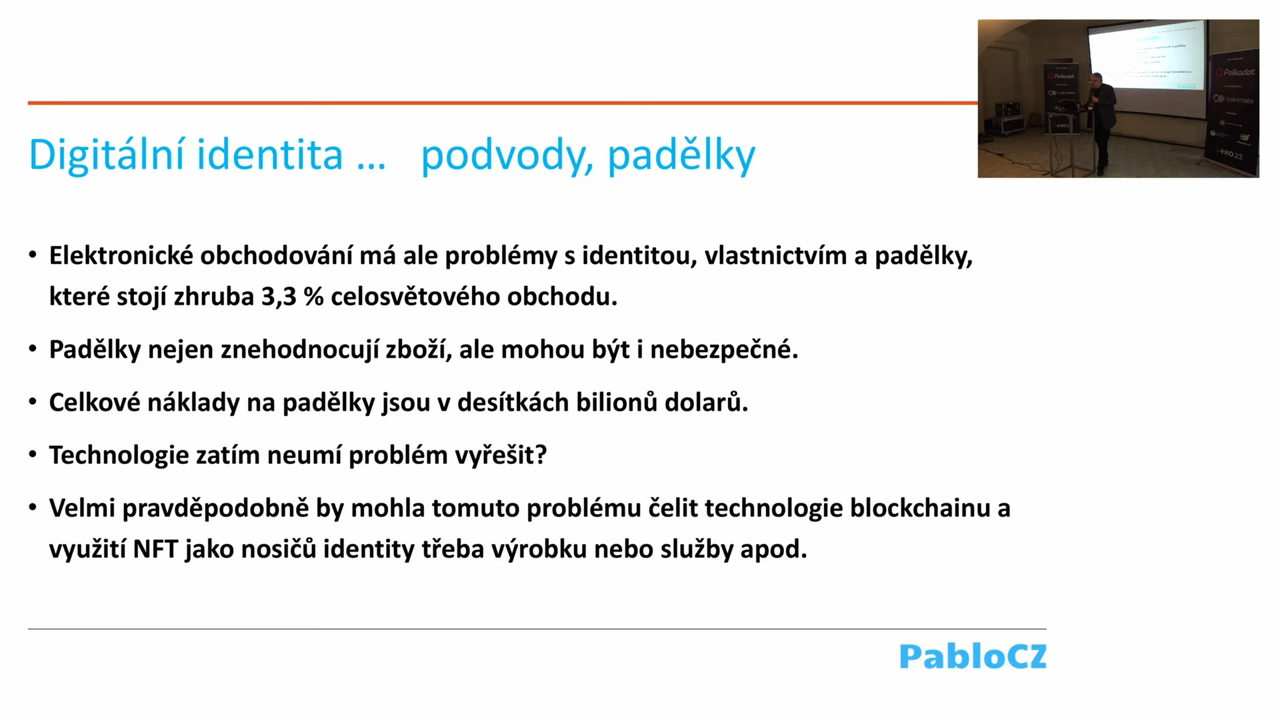 Digitální identita ... podvody, padělky
• Elektronické obchodování má ale problémy s identitou, vlastnictvím a padělky,
které stojí zhruba 3,3 % celosvětového obchodu.
• Padělky nejen znehodnocují zboží, ale mohou být i nebezpečné.
• Celkové náklady na padělky jsou v desítkách bilionů dolarů.
• Technologie zatím neumí problém vyřešit?
• Velmi pravděpodobně by mohla tomuto problému čelit technologie blockchainu a
využití NFT jako nosičů identity třeba výrobku nebo služby apod.
PabloCZ
Polkadot
coinmate